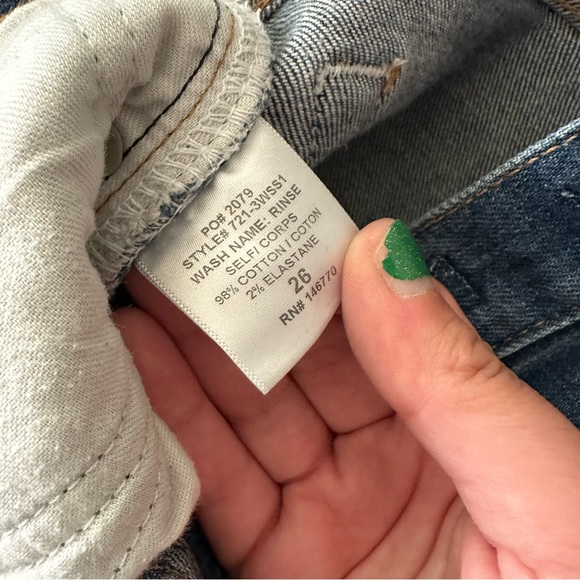 PO# 2079
STYLE# 721-3WSS1
WASH NAME: RINSE
SELF/ CORPS
98% COTTON / COTON
2% ELASTANE
26
RN# 146770